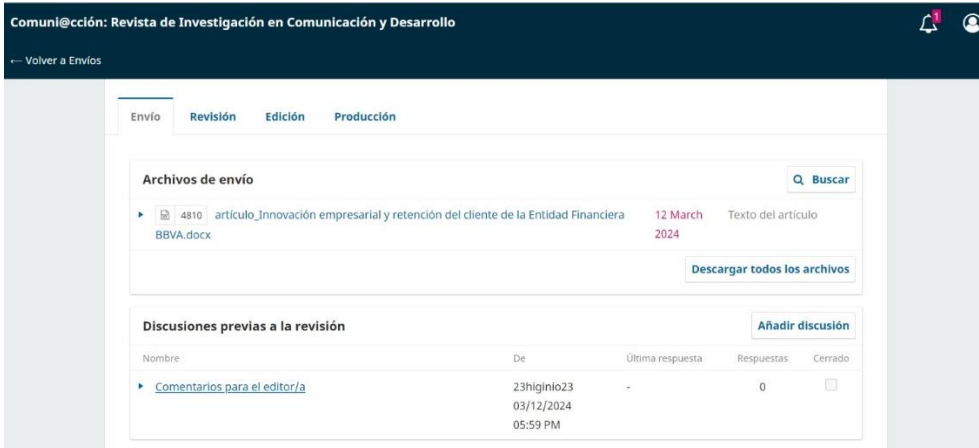 Comuni@cción: Revista de Investigación en Comunicación y Desarrollo
1
← Volver a Envíos
Envío Revisión Edición Producción
Archivos de envío
Buscar
4810 artículo_Innovación empresarial y retención del cliente de la Entidad Financiera 12 March Texto del artículo
BBVA.docx 2024
Descargar todos los archivos
Discusiones previas a la revisión
Añadir discusión
Nombre De Última respuesta Respuestas Cerrado
Comentarios para el editor/a 23higinio23 - 0
03/12/2024
05:59 PM